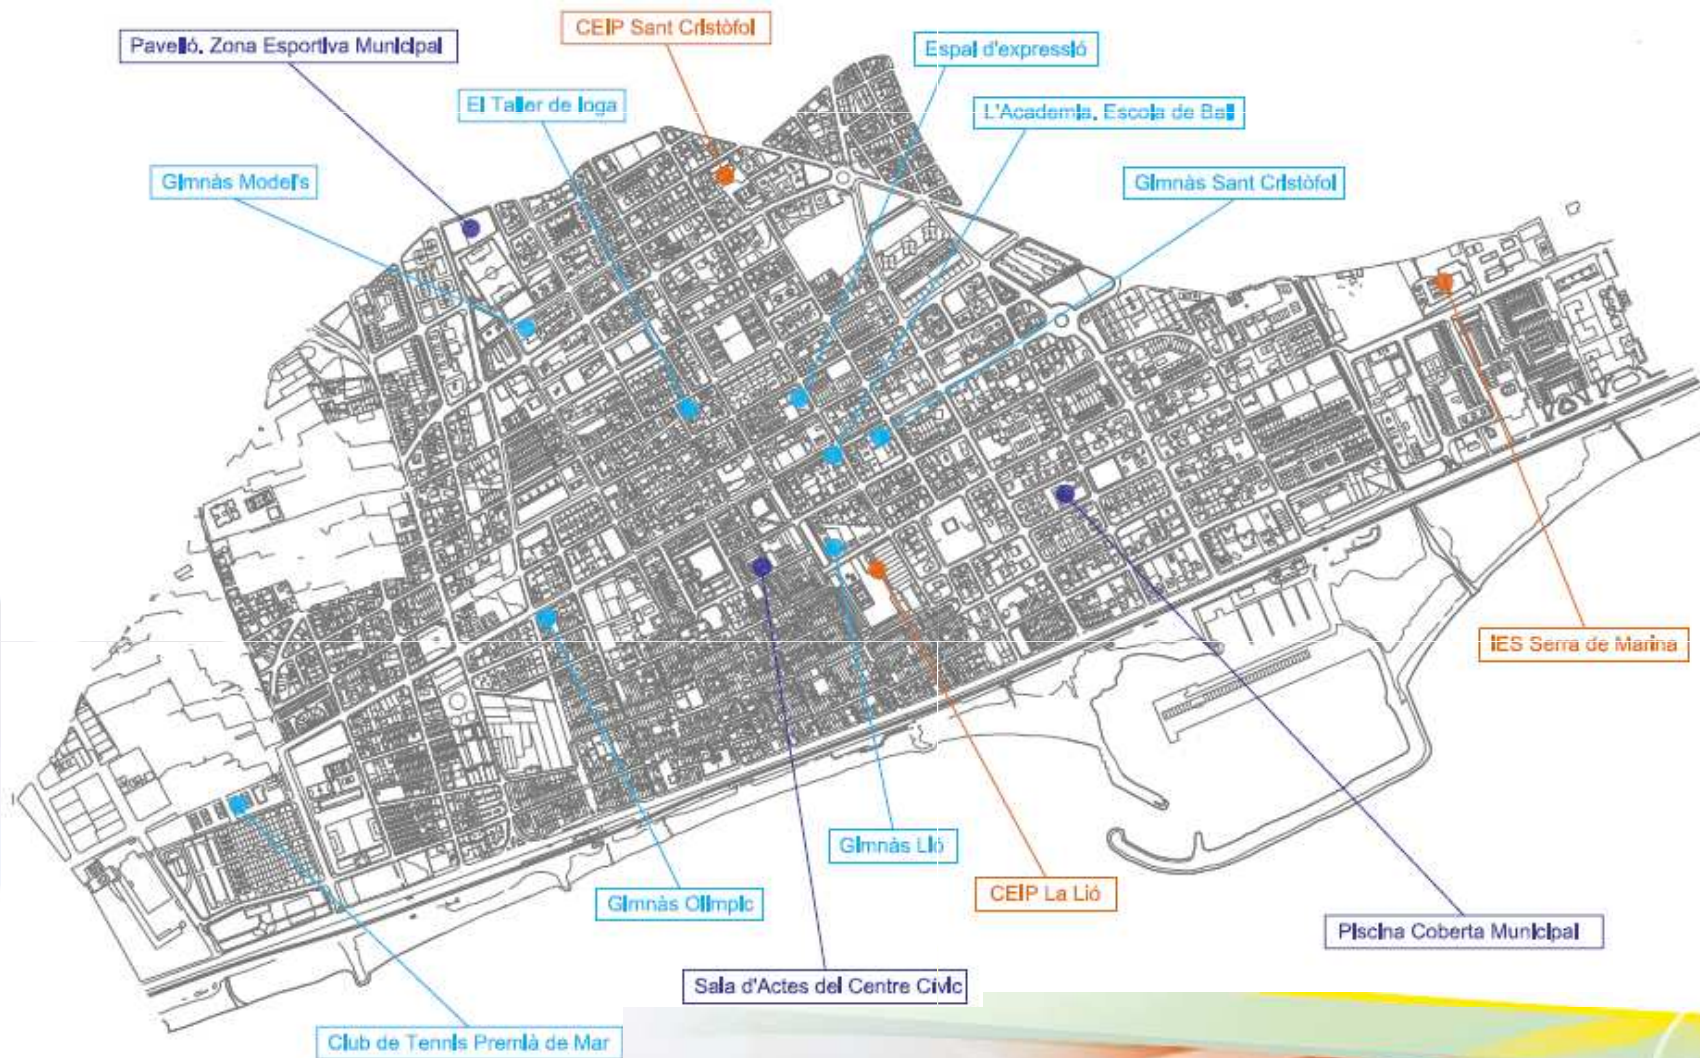 CEIP Sant Cristòfol
Pavelló. Zona Esportiva Municipal
Espai d'expressió
El Taller de Ioga
L'Academia. Escola de Ball
Gimnàs Model's
Gimnàs Sant Cristòfol
IES Serra de Marina
Gimnàs Lió
CEIP La Lió
Gimnàs Olímpic
Piscina Coberta Municipal
Sala d'Actes del Centre Cívic
Club de Tennis Premià de Mar